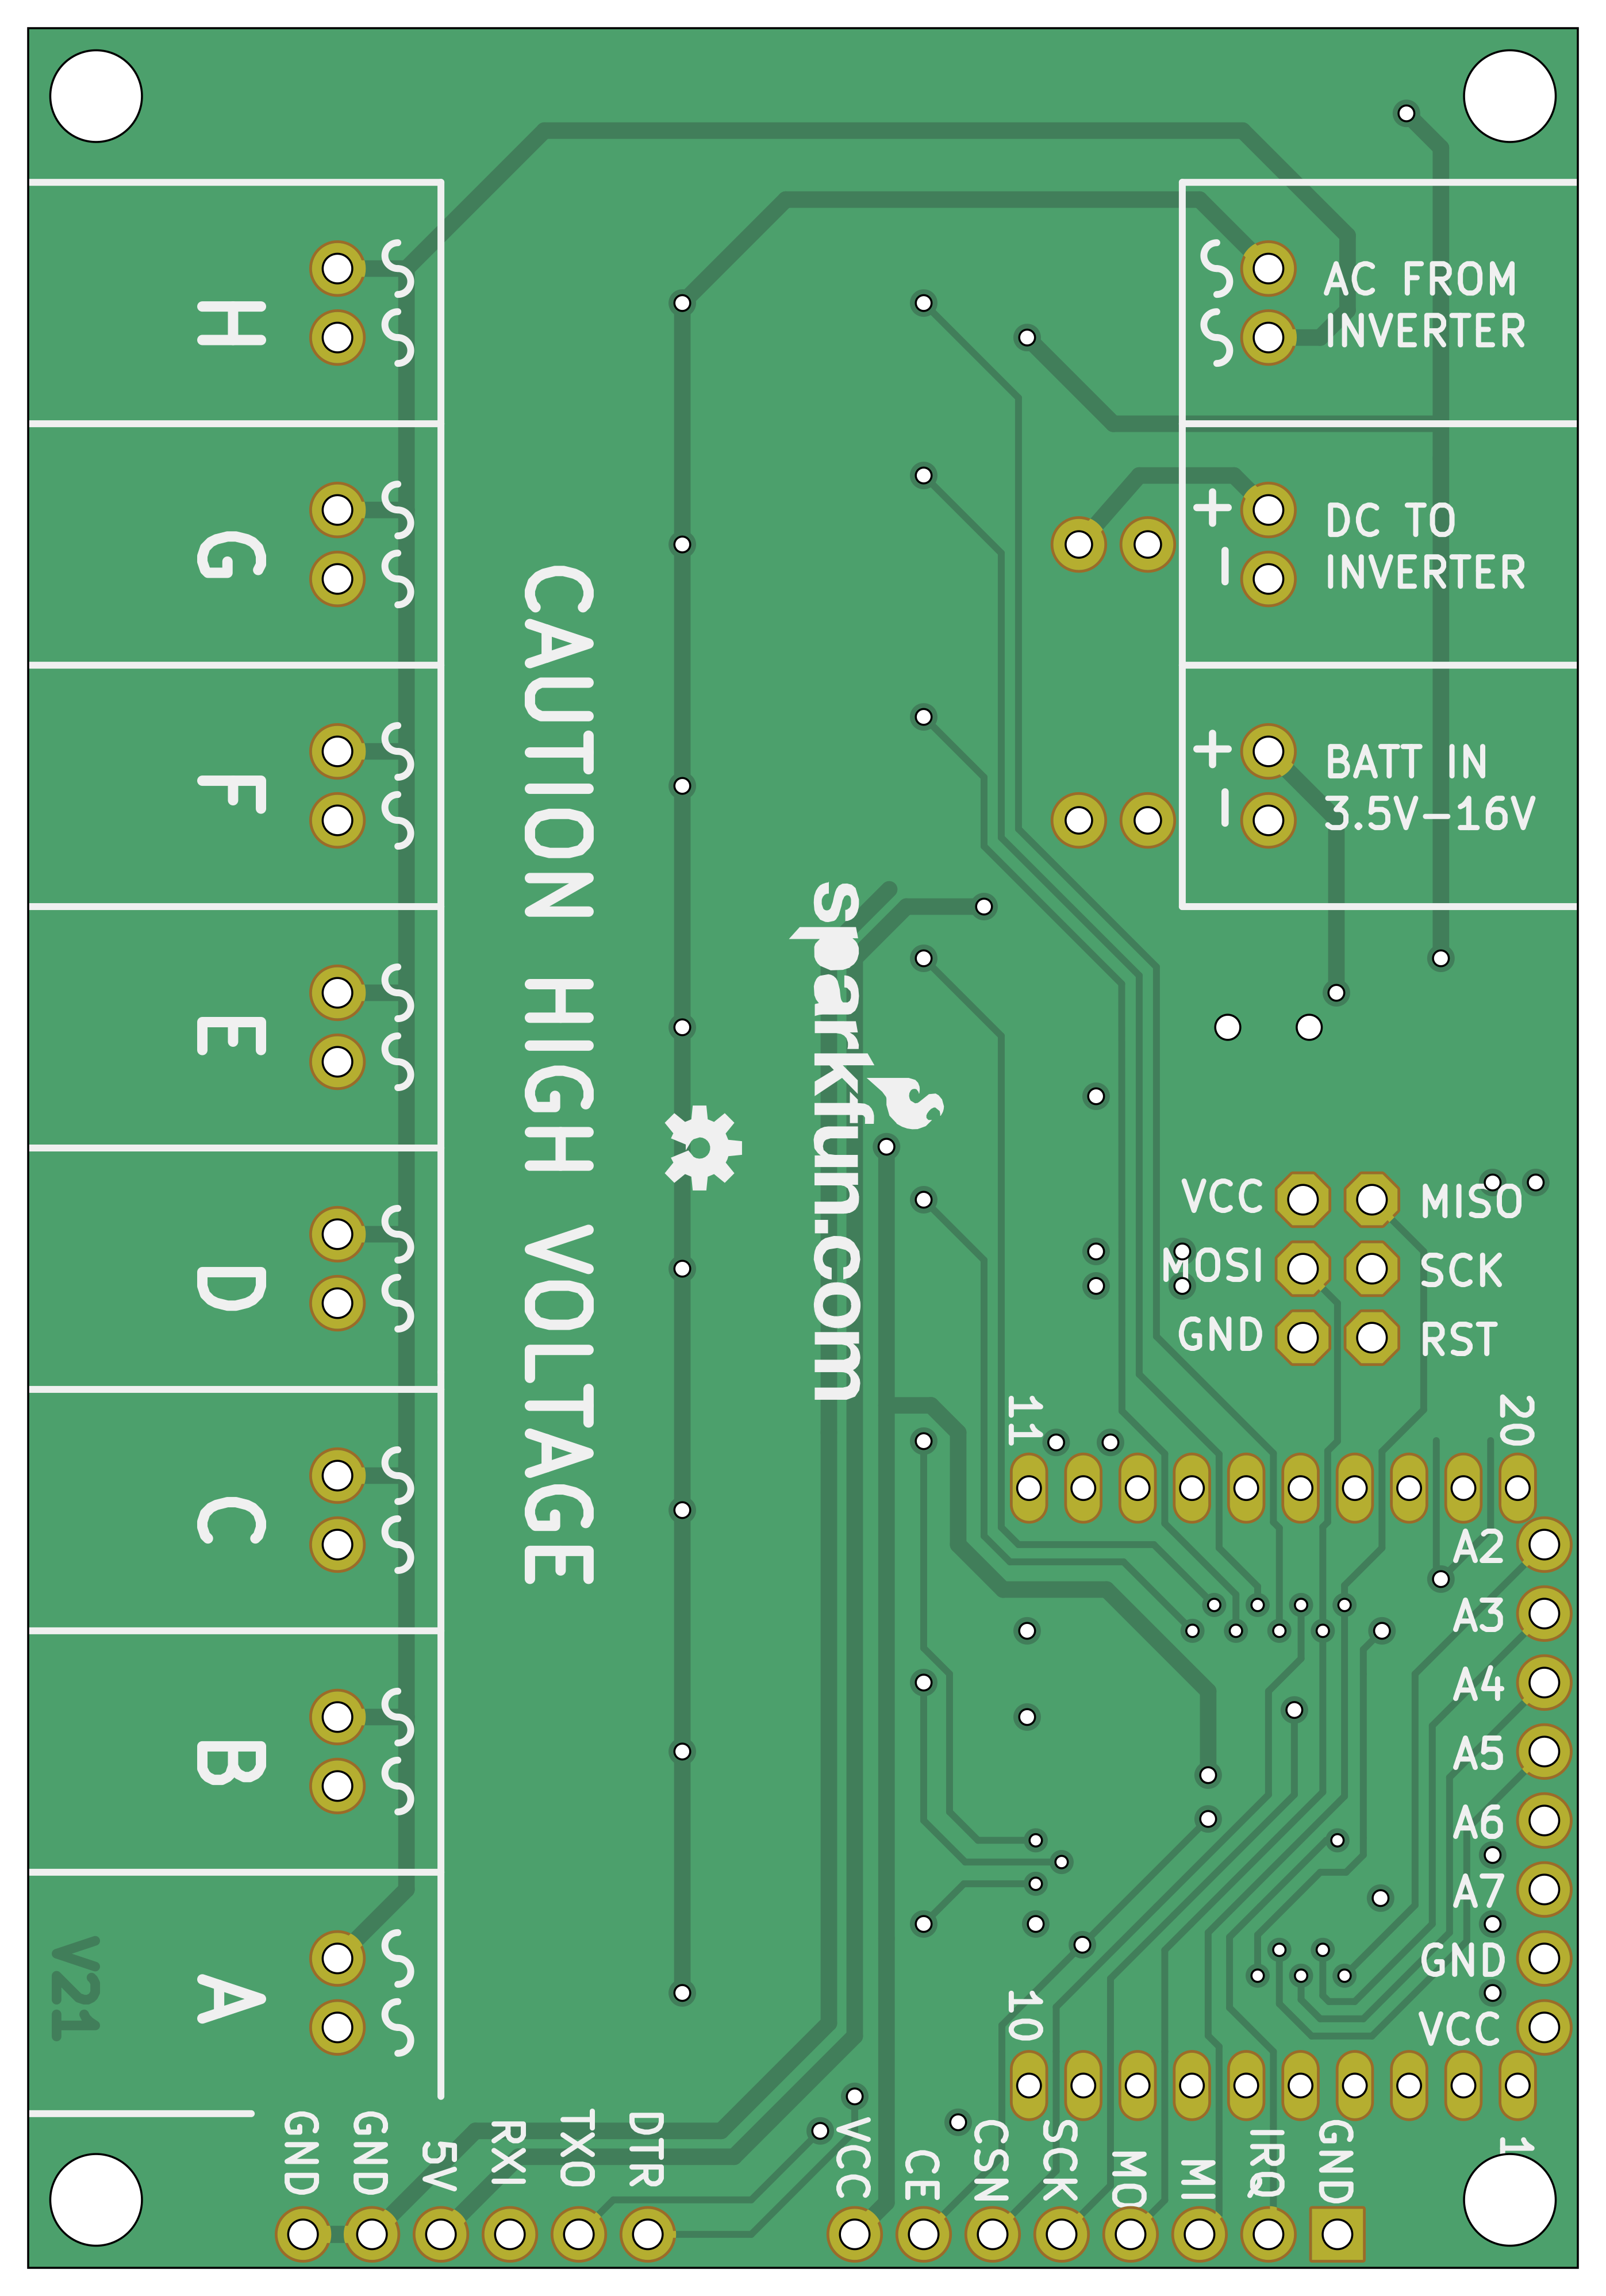 AC FROM
INVERTER
DC TO
INVERTER
BATT IN
3.5V-16V
H
G
F
E
D
C
B
A
CAUTION HIGH VOLTAGE
sparkfun.com
VCC
MISO
MOSI
SCK
GND
RST
11
20
A2
A3
A4
A5
A6
A7
GND
VCC
10
1
V21
GND
GND
5V
RXI
TXO
DTR
VCC
CE
CSN
SCK
MO
MI
IRQ
GND